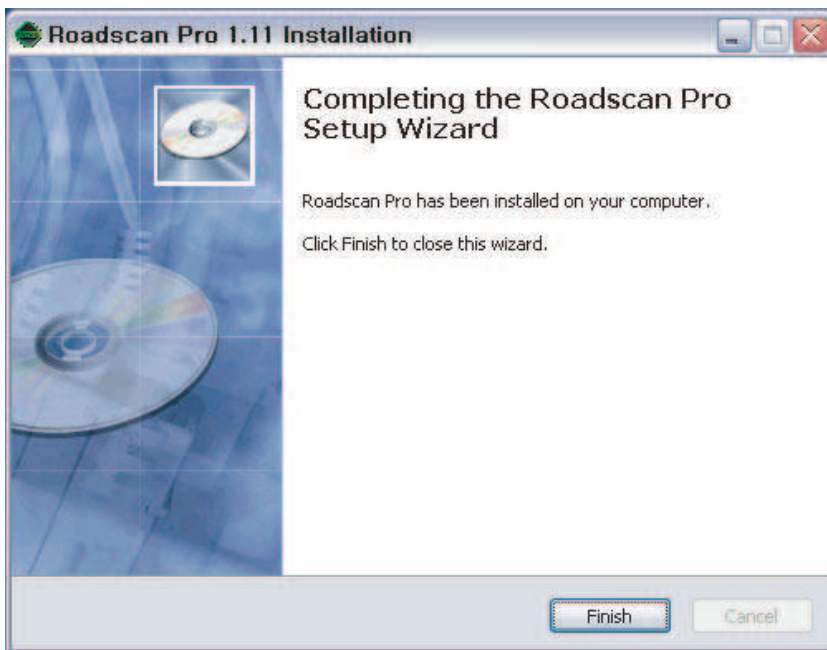 Roadscan Pro 1.11 Installation
Completing the Roadscan Pro
Setup Wizard
Roadscan Pro has been installed on your computer.
Click Finish to close this wizard.
Finish
Cancel